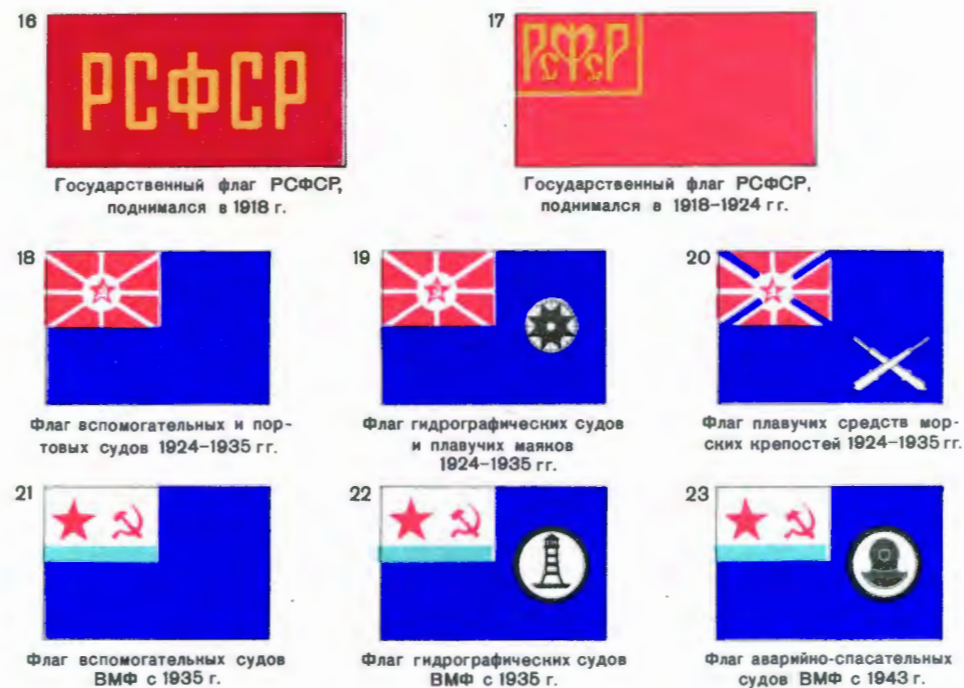 16
17
РСФСР
РСФСР
Государственный флаг РСФСР,
поднимался в 1918 г.
Государственный флаг РСФСР,
поднимался в 1918–1924 гг.
18
19
20
Флаг вспомогательных и пор-
товых судов 1924–1935 гг.
Флаг гидрографических судов
и плавучих маяков
1924–1935 гг.
Флаг плавучих средств мор-
ских крепостей 1924–1935 гг.
21
22
23
Флаг вспомогательных судов
ВМФ с 1935 г.
Флаг гидрографических судов
ВМФ с 1935 г.
Флаг аварийно-спасательных
судов ВМФ с 1943 г.